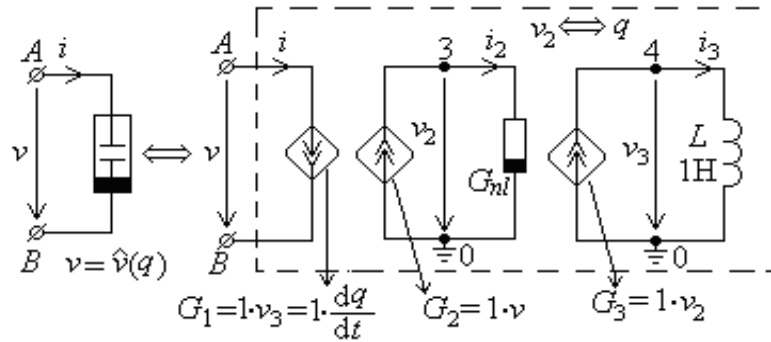 v₂ ⇔ q
A i A i 3 i₂ 4 i₃
v ⇔ v v₂ Gₙₗ v₃ L
1H
B B 0 0
v = v̂(q)
G₁=1·v₃=1·dq/dt G₂=1·v G₃=1·v₂